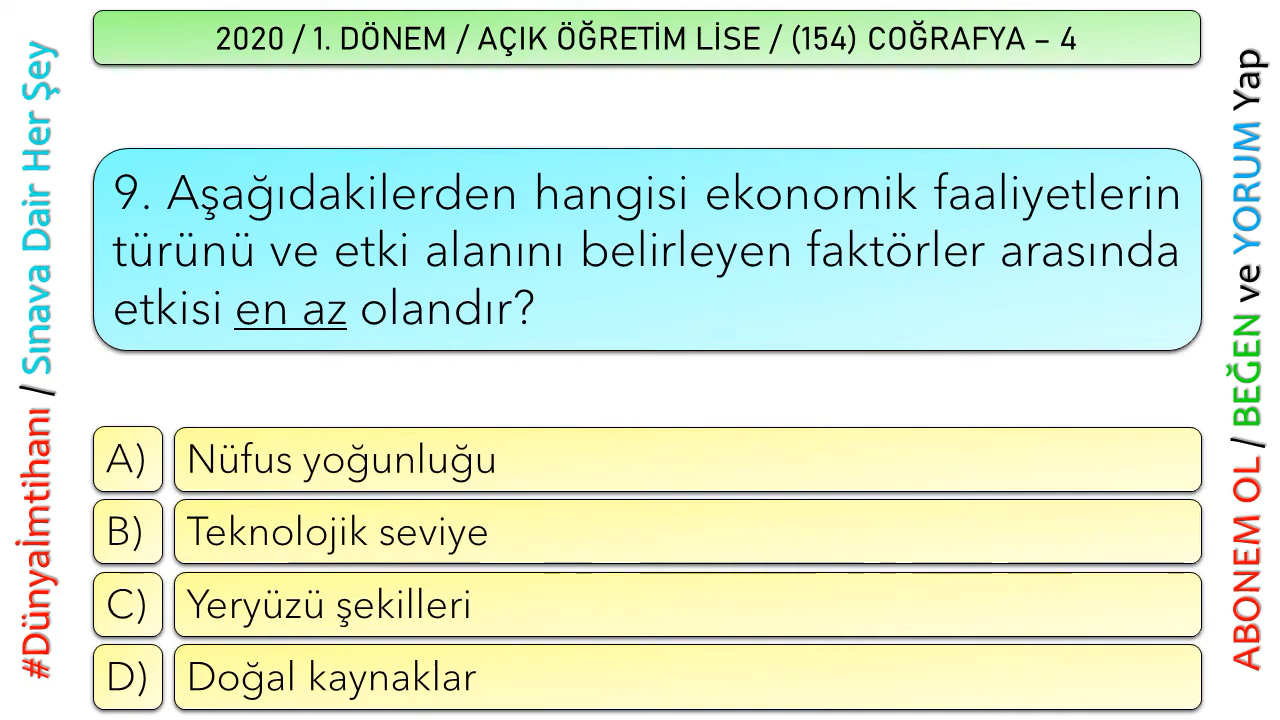 2020 / 1. DÖNEM / AÇIK ÖĞRETİM LİSE / (154) COĞRAFYA – 4
#Dünyaİmtihanı / Sınava Dair Her Şey
9. Aşağıdakilerden hangisi ekonomik faaliyetlerin
türünü ve etki alanını belirleyen faktörler arasında
etkisi en az olandır?
A) Nüfus yoğunluğu
B) Teknolojik seviye
C) Yeryüzü şekilleri
D) Doğal kaynaklar
ABONEM OL / BEĞEN ve YORUM Yap